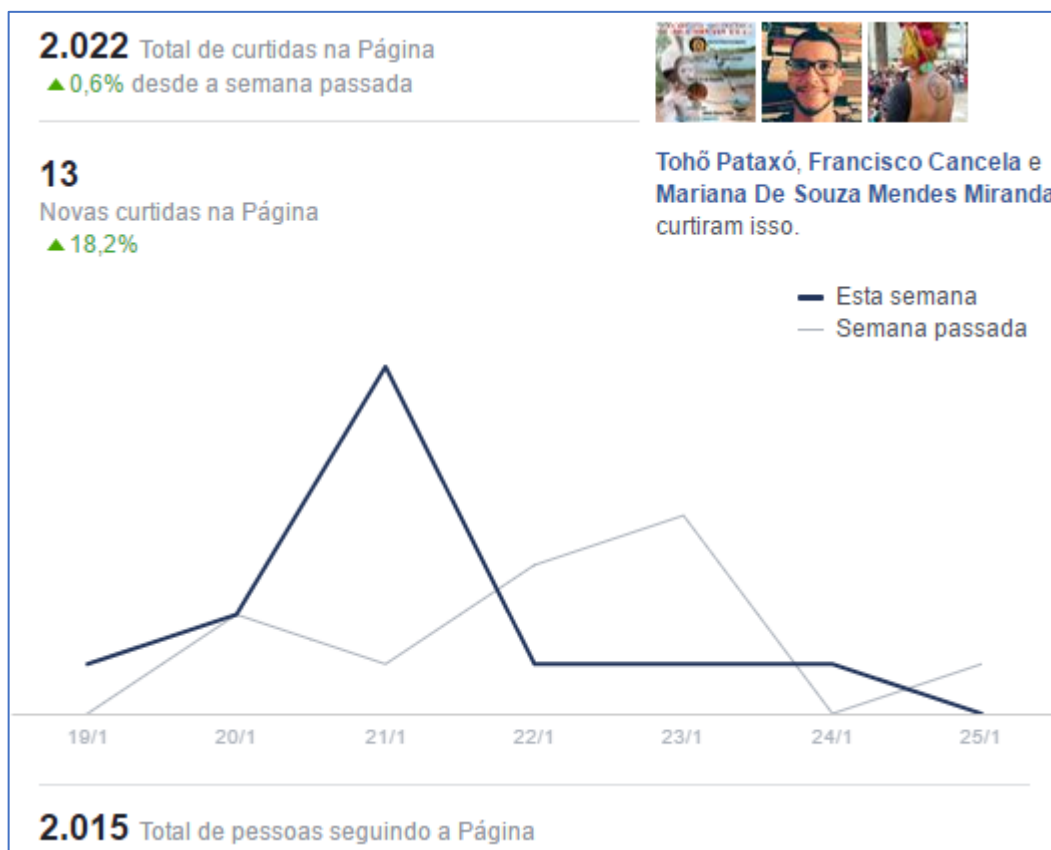 2.022 Total de curtidas na Página
▲ 0,6% desde a semana passada
13
Novas curtidas na Página
▲ 18,2%
Tohõ Pataxó, Francisco Cancela e
Mariana De Souza Mendes Miranda
curtiram isso.
Esta semana
Semana passada
19/1 20/1 21/1 22/1 23/1 24/1 25/1
2.015 Total de pessoas seguindo a Página